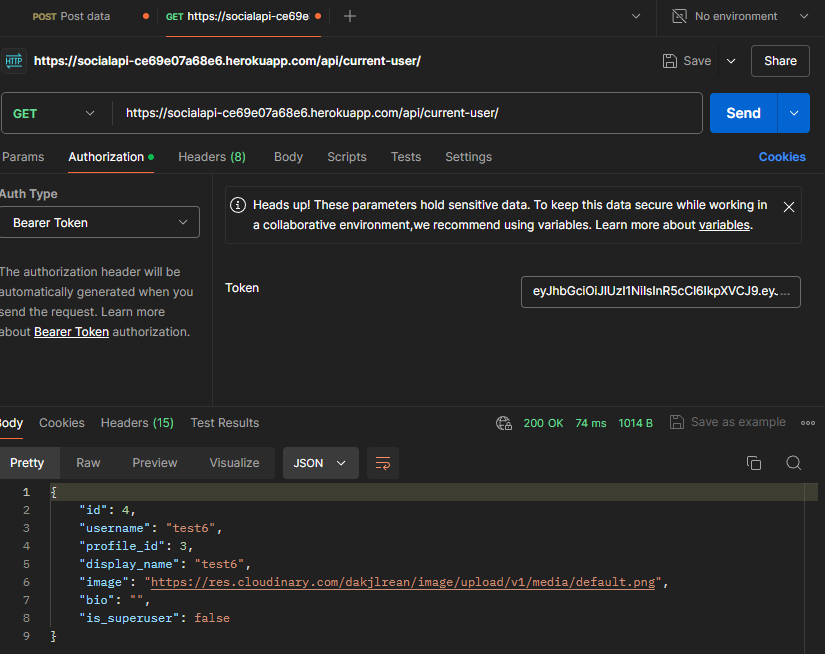 POST Post data
GET https://socialapi-ce69e
No environment
HTTP https://socialapi-ce69e07a68e6.herokuapp.com/api/current-user/
Save
Share
GET
https://socialapi-ce69e07a68e6.herokuapp.com/api/current-user/
Send
Params Authorization Headers (8) Body Scripts Tests Settings Cookies
Auth Type
Bearer Token
The authorization header will be
automatically generated when you
send the request. Learn more
about Bearer Token authorization.
Heads up! These parameters hold sensitive data. To keep this data secure while working in
a collaborative environment,we recommend using variables. Learn more about variables.
Token
eyJhbGciOiJIUzI1NiIsInR5cCI6IkpXVCJ9.eyJ...
Body Cookies Headers (15) Test Results
200 OK 74 ms 1014 B Save as example
Pretty Raw Preview Visualize JSON
1 {
2 "id": 4,
3 "username": "test6",
4 "profile_id": 3,
5 "display_name": "test6",
6 "image": "https://res.cloudinary.com/dakjlrean/image/upload/v1/media/default.png",
7 "bio": "",
8 "is_superuser": false
9 }